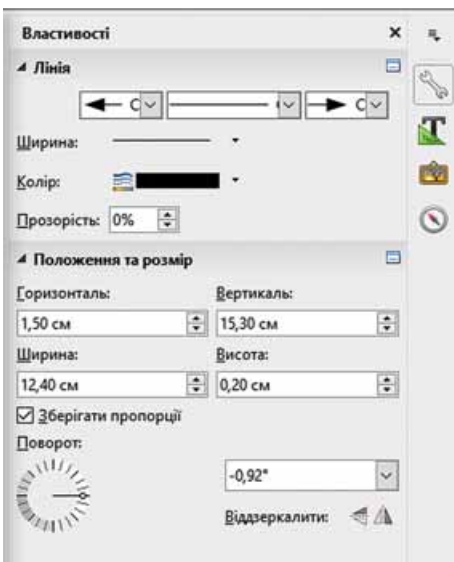 Властивості
Лінія
Ширина:
Колір:
Прозорість: 0%
Положення та розмір
Горизонталь: Вертикаль:
1,50 см 15,30 см
Ширина: Висота:
12,40 см 0,20 см
Зберігати пропорції
Поворот:
-0,92°
Віддзеркалити: